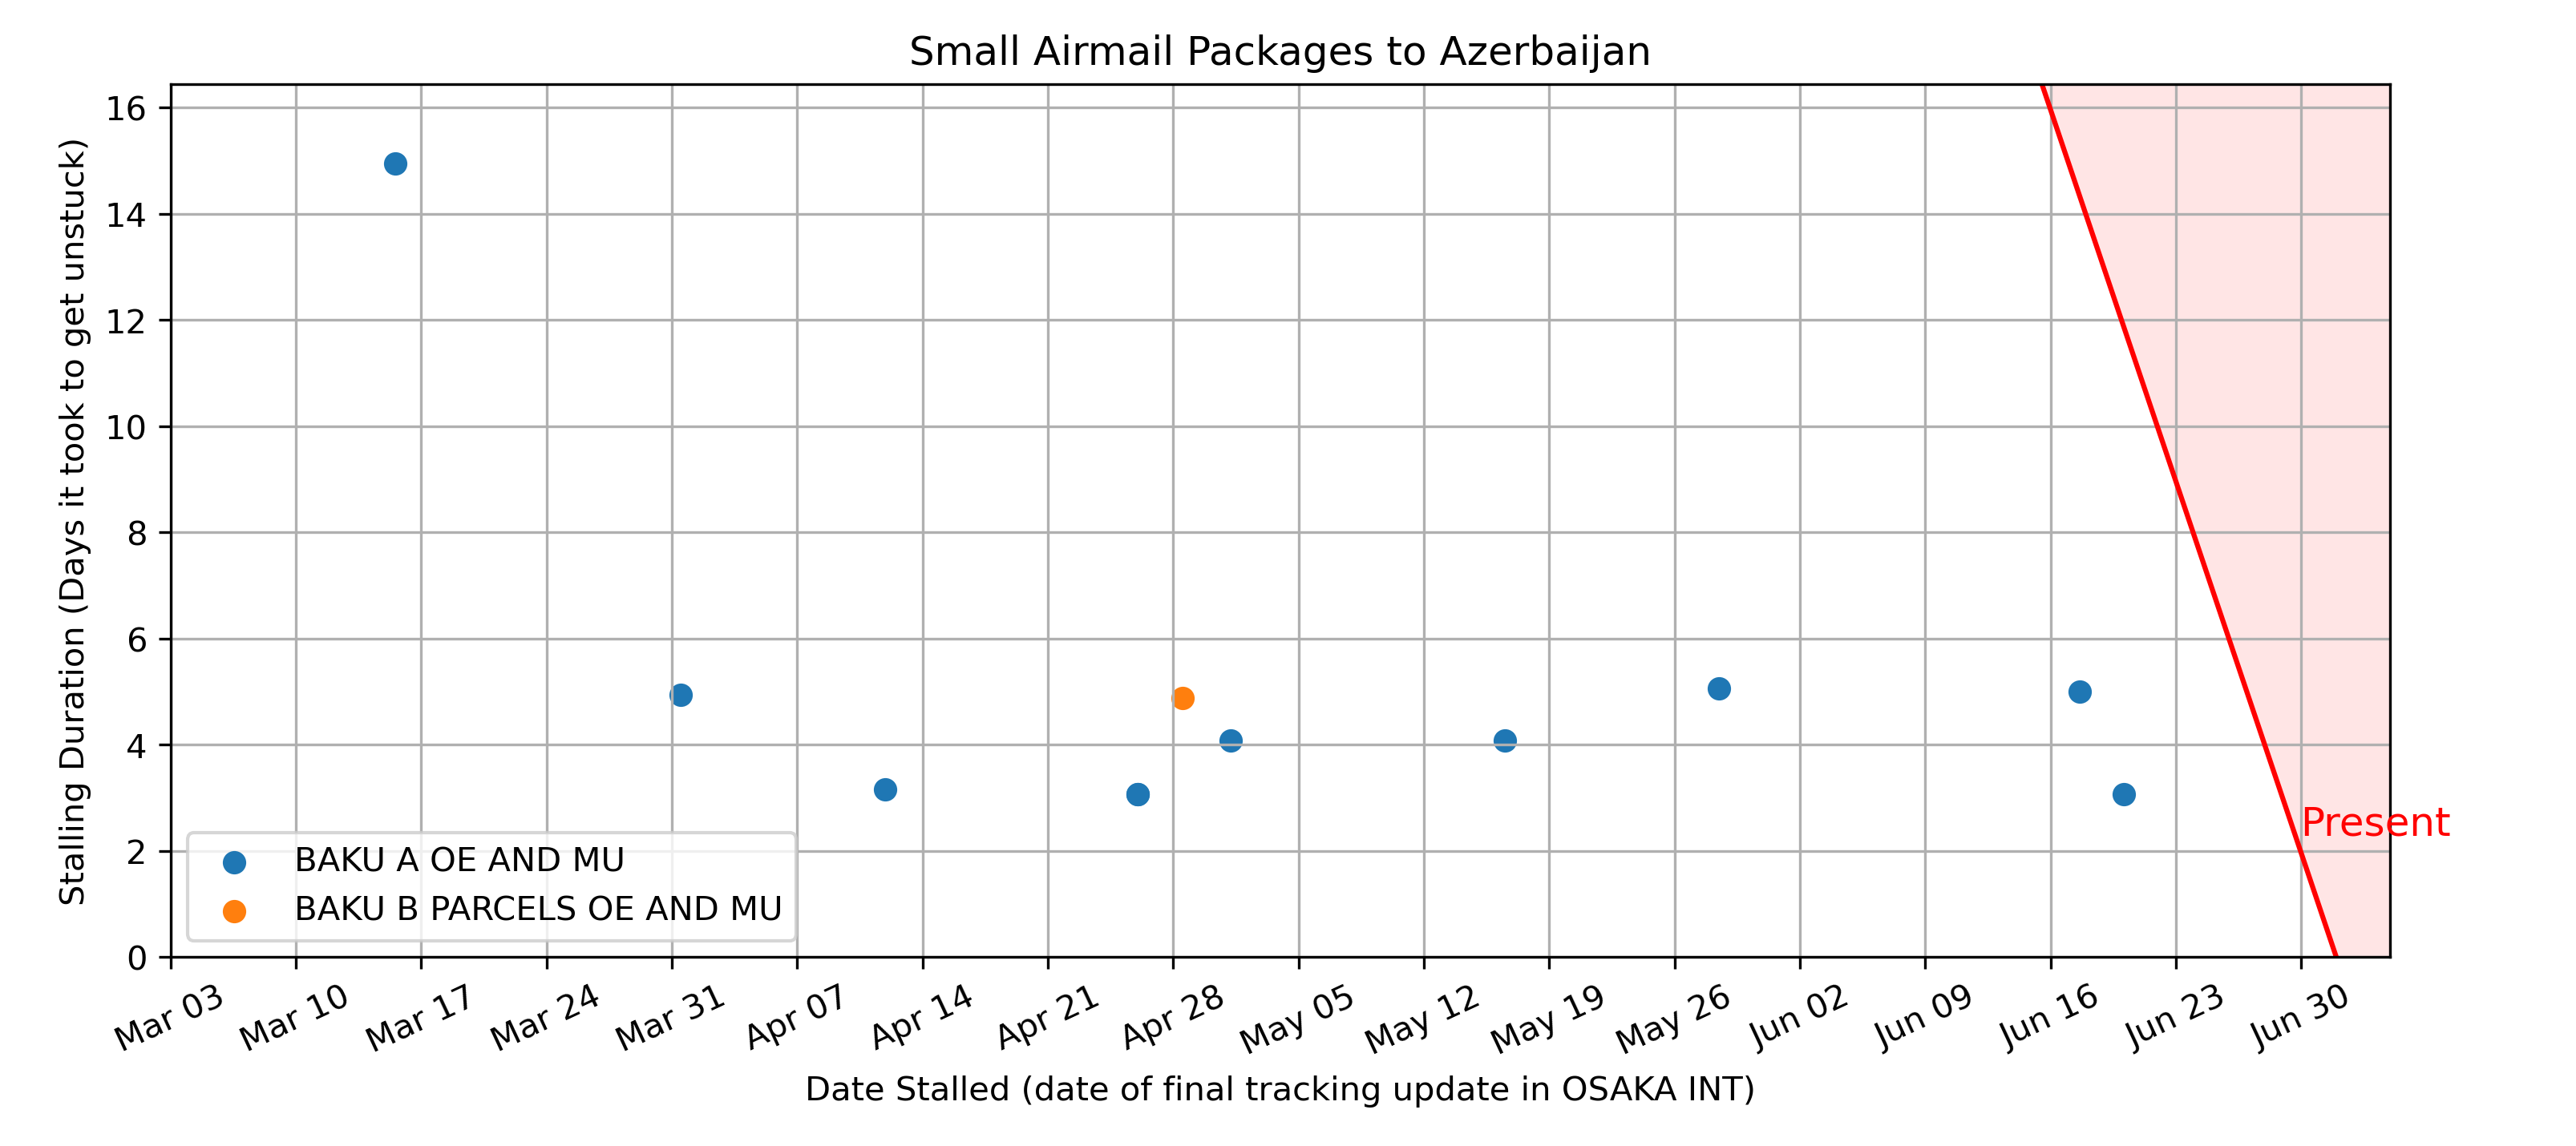 Small Airmail Packages to Azerbaijan
Stalling Duration (Days it took to get unstuck)
16
14
12
10
8
6
4
2
0
Present
BAKU A OE AND MU
BAKU B PARCELS OE AND MU
Mar 03
Mar 10
Mar 17
Mar 24
Mar 31
Apr 07
Apr 14
Apr 21
Apr 28
May 05
May 12
May 19
May 26
Jun 02
Jun 09
Jun 16
Jun 23
Jun 30
Date Stalled (date of final tracking update in OSAKA INT)